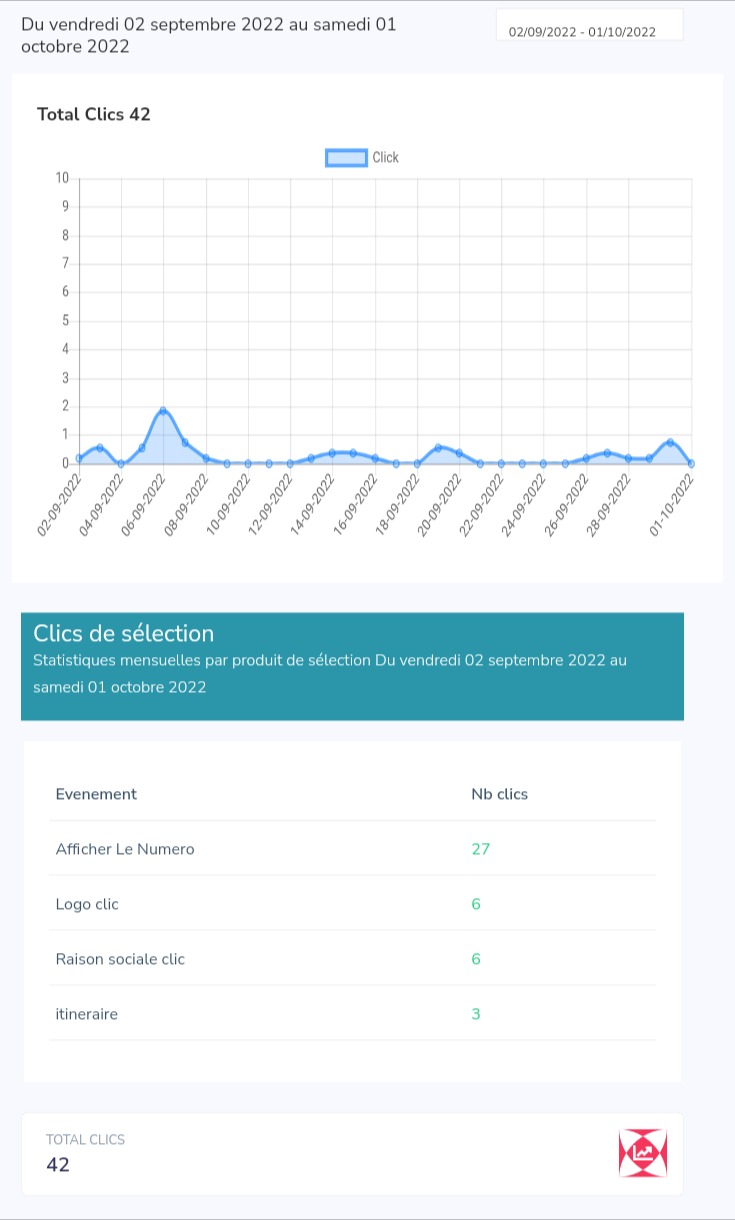 Du vendredi 02 septembre 2022 au samedi 01
octobre 2022
02/09/2022 - 01/10/2022
Total Clics 42
Click
10
9
8
7
6
5
4
3
2
1
0
02-09-2022
04-09-2022
06-09-2022
08-09-2022
10-09-2022
12-09-2022
14-09-2022
16-09-2022
18-09-2022
20-09-2022
22-09-2022
24-09-2022
26-09-2022
28-09-2022
01-10-2022
Clics de sélection
Statistiques mensuelles par produit de sélection Du vendredi 02 septembre 2022 au
samedi 01 octobre 2022
Evenement Nb clics
Afficher Le Numero 27
Logo clic 6
Raison sociale clic 6
itineraire 3
TOTAL CLICS
42